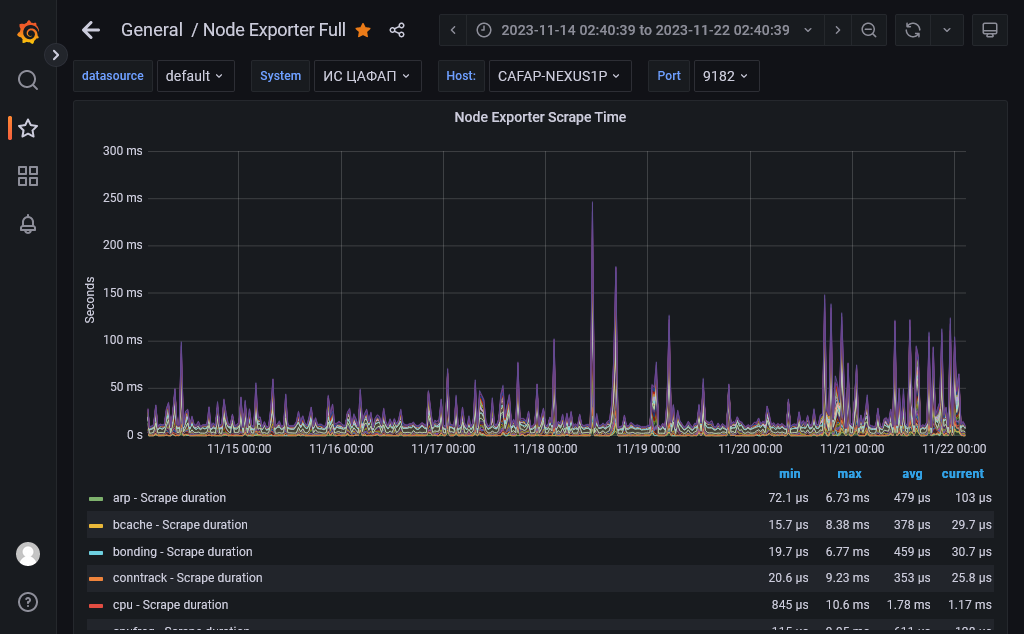 General / Node Exporter Full
2023-11-14 02:40:39 to 2023-11-22 02:40:39
datasource default System ИС ЦАФАП Host: CAFAP-NEXUS1P Port 9182
Node Exporter Scrape Time
300 ms
250 ms
200 ms
150 ms
100 ms
50 ms
0 s
Seconds
11/15 00:00 11/16 00:00 11/17 00:00 11/18 00:00 11/19 00:00 11/20 00:00 11/21 00:00 11/22 00:00
min max avg current
arp - Scrape duration 72.1 µs 6.73 ms 479 µs 103 µs
bcache - Scrape duration 15.7 µs 8.38 ms 378 µs 29.7 µs
bonding - Scrape duration 19.7 µs 6.77 ms 459 µs 30.7 µs
conntrack - Scrape duration 20.6 µs 9.23 ms 353 µs 25.8 µs
cpu - Scrape duration 845 µs 10.6 ms 1.78 ms 1.17 ms